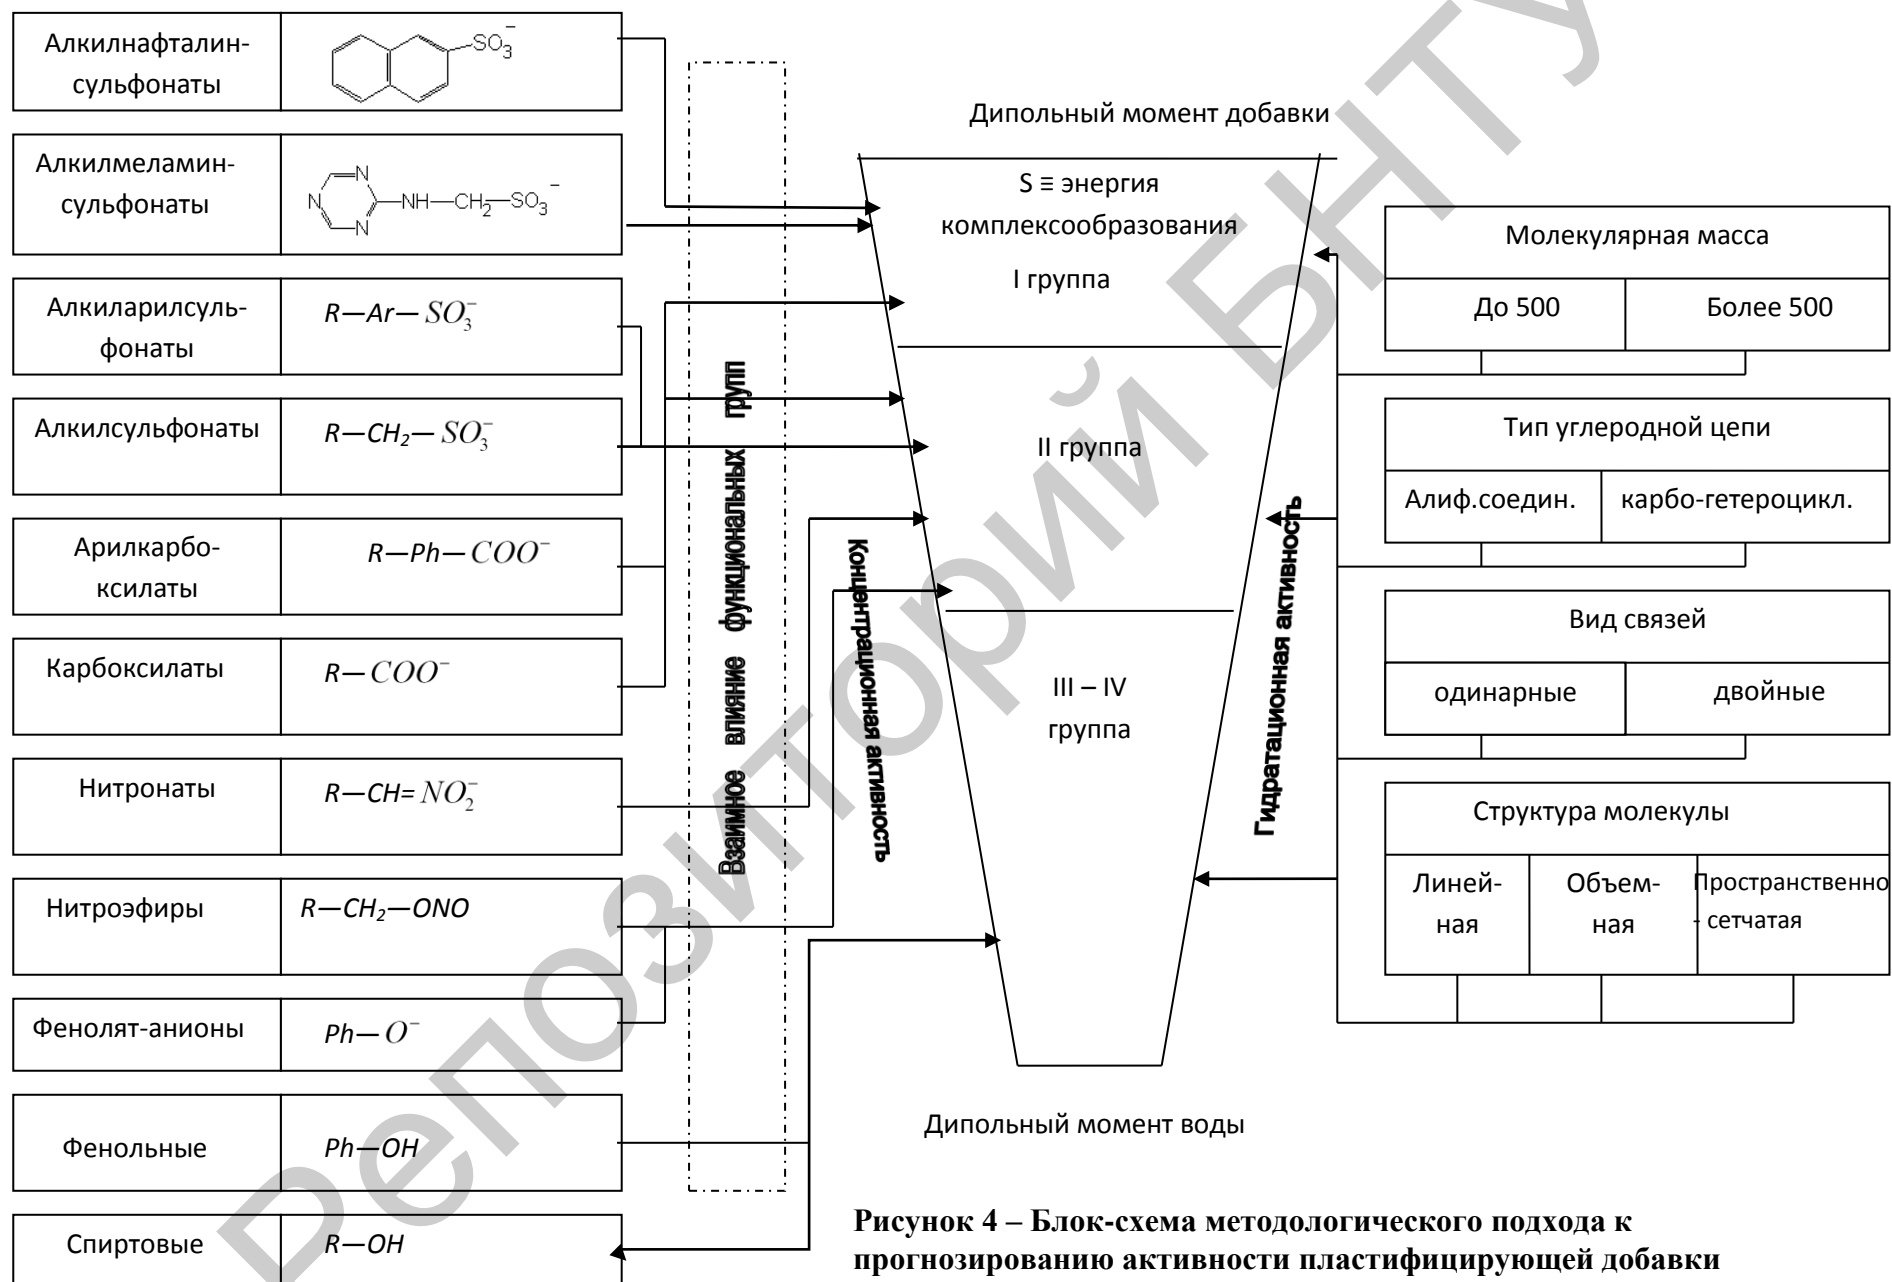 Алкилнафталин-
сульфонаты
SO3−
Алкилмеламин-
сульфонаты
N
N
N
NH—CH2—SO3−
Алкиларилсуль-
фонаты
R—Ar—SO3−
Алкилсульфонаты
R—CH2—SO3−
Арилкарбо-
ксилаты
R—Ph—COO−
Карбоксилаты
R—COO−
Нитронаты
R—CH=NO2−
Нитроэфиры
R—CH2—ONO
Фенолят-анионы
Ph—O−
Фенольные
Ph—OH
Спиртовые
R—OH
Взаимное влияние функциональных групп
Дипольный момент добавки
S ≡ энергия
комплексообразования
I группа
II группа
III – IV
группа
Концентрационная активность
Гидратационная активность
Дипольный момент воды
Молекулярная масса
До 500
Более 500
Тип углеродной цепи
Алиф.соедин.
карбо-гетероцикл.
Вид связей
одинарные
двойные
Структура молекулы
Линей-
ная
Объем-
ная
Пространственно
- сетчатая
Рисунок 4 – Блок-схема методологического подхода к
прогнозированию активности пластифицирующей добавки
Репозиторий БНТУ